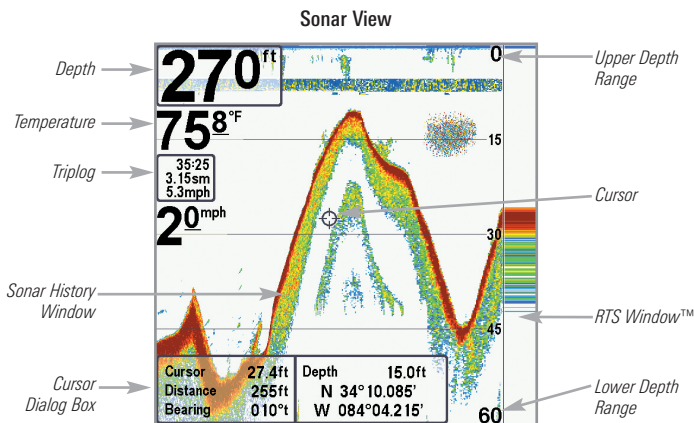 Sonar View
Depth
270 ft
Temperature
75 8 °F
Triplog
35:25
3.15sm
5.3mph
2 0 mph
Sonar History
Window
Cursor
Dialog Box
Cursor 27.4ft
Distance 255ft
Bearing 010°t
Depth 15.0ft
N 34°10.085'
W 084°04.215'
0
15
30
45
60
Upper Depth
Range
Cursor
RTS Window™
Lower Depth
Range